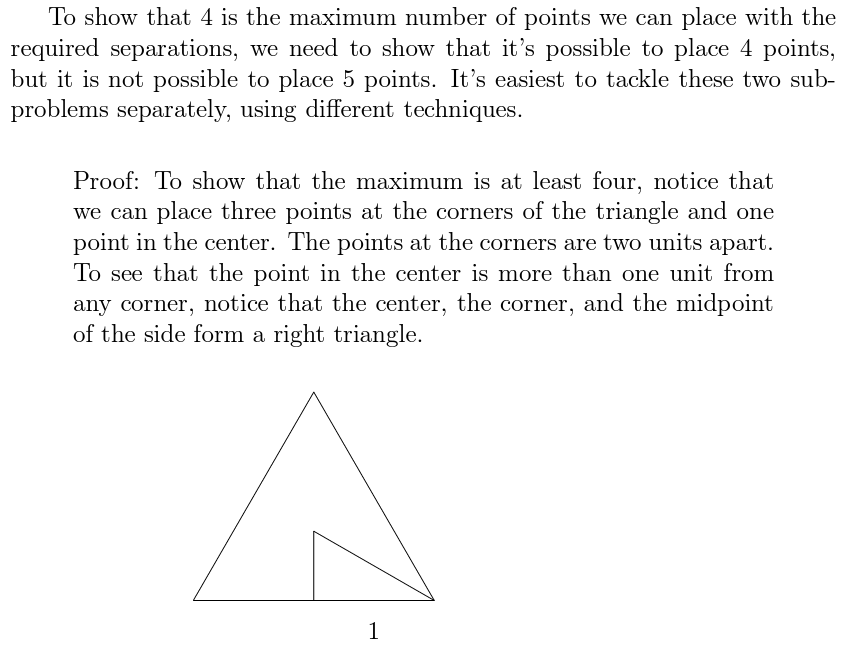 To show that 4 is the maximum number of points we can place with the
required separations, we need to show that it's possible to place 4 points,
but it is not possible to place 5 points. It's easiest to tackle these two sub-
problems separately, using different techniques.
Proof: To show that the maximum is at least four, notice that
we can place three points at the corners of the triangle and one
point in the center. The points at the corners are two units apart.
To see that the point in the center is more than one unit from
any corner, notice that the center, the corner, and the midpoint
of the side form a right triangle.
1